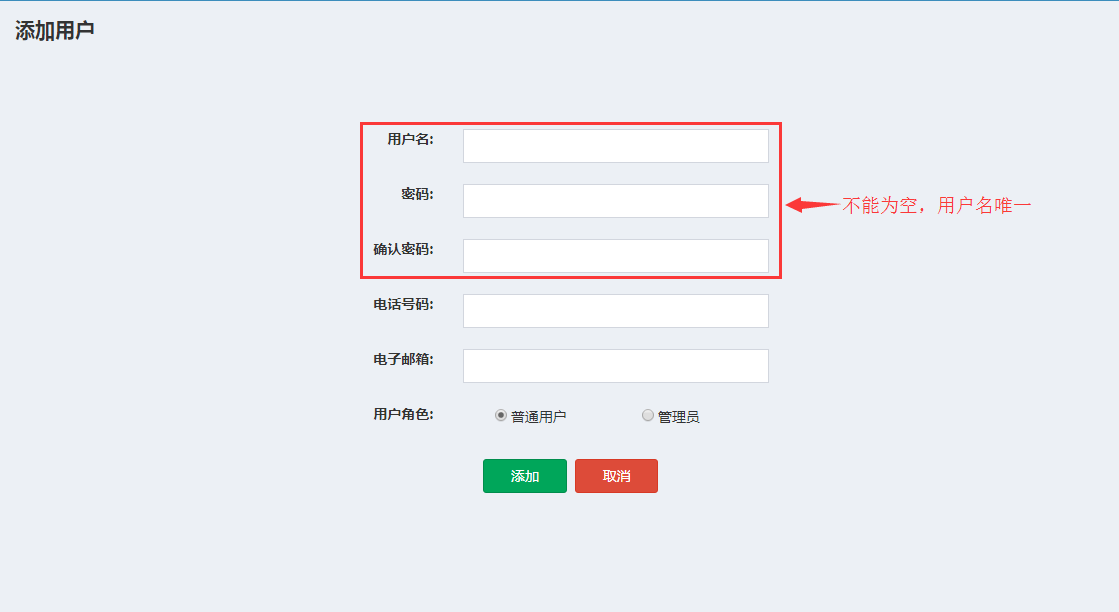 添加用户
用户名:
密码:
不能为空，用户名唯一
确认密码:
电话号码:
电子邮箱:
用户角色: 普通用户 管理员
添加 取消